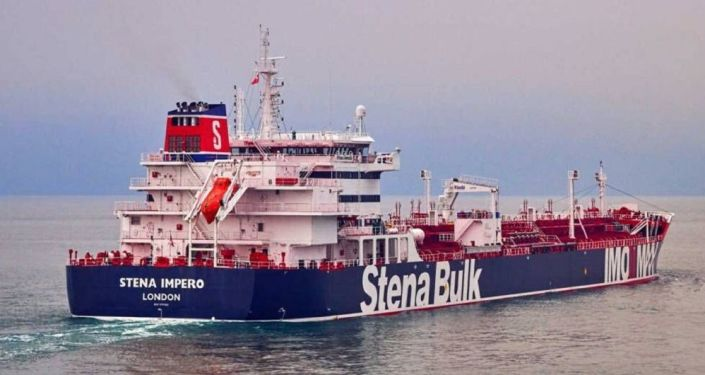 S
STENA IMPERO
LONDON
Stena Bulk
IMO